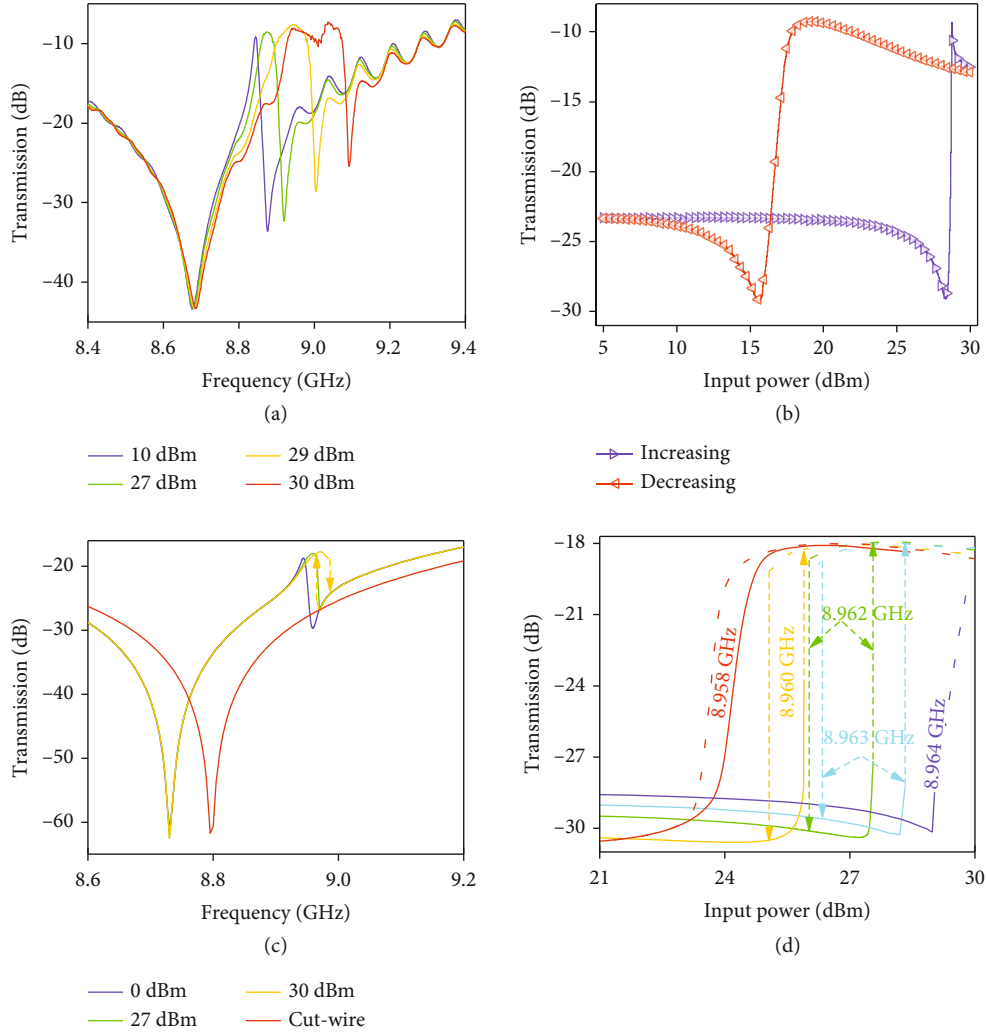 −10
−20
−30
−40
Transmission (dB)
8.4 8.6 8.8 9.0 9.2 9.4
Frequency (GHz)
(a)
10 dBm 29 dBm
27 dBm 30 dBm
−10
−15
−20
−25
−30
Transmission (dB)
5 10 15 20 25 30
Input power (dBm)
(b)
Increasing
Decreasing
−20
−30
−40
−50
−60
Transmission (dB)
8.6 8.8 9.0 9.2
Frequency (GHz)
(c)
0 dBm 30 dBm
27 dBm Cut-wire
−18
−21
−24
−27
−30
Transmission (dB)
8.958 GHz
8.960 GHz
8.962 GHz
8.963 GHz
8.964 GHz
21 24 27 30
Input power (dBm)
(d)